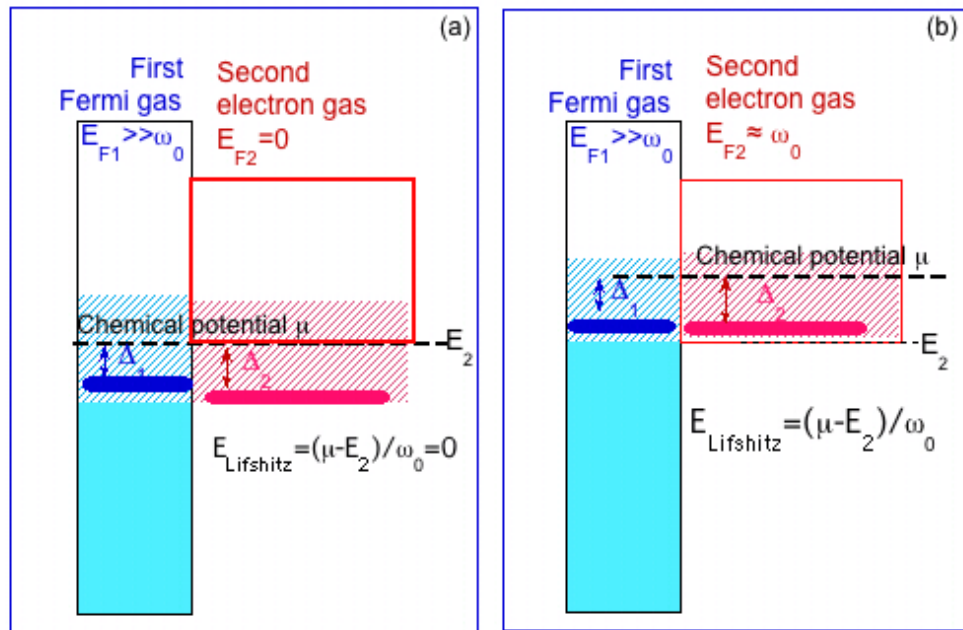 (a)
First
Fermi gas
E_F1 >>ω_0
Second
electron gas
E_F2 =0
Chemical potential μ
E_2
Δ_1
Δ_2
E_Lifshitz =(μ-E_2)/ω_0=0
(b)
First
Fermi gas
E_F1 >>ω_0
Second
electron gas
E_F2 ≈ ω_0
Chemical potential μ
Δ_1
Δ_2
E_2
E_Lifshitz =(μ-E_2)/ω_0